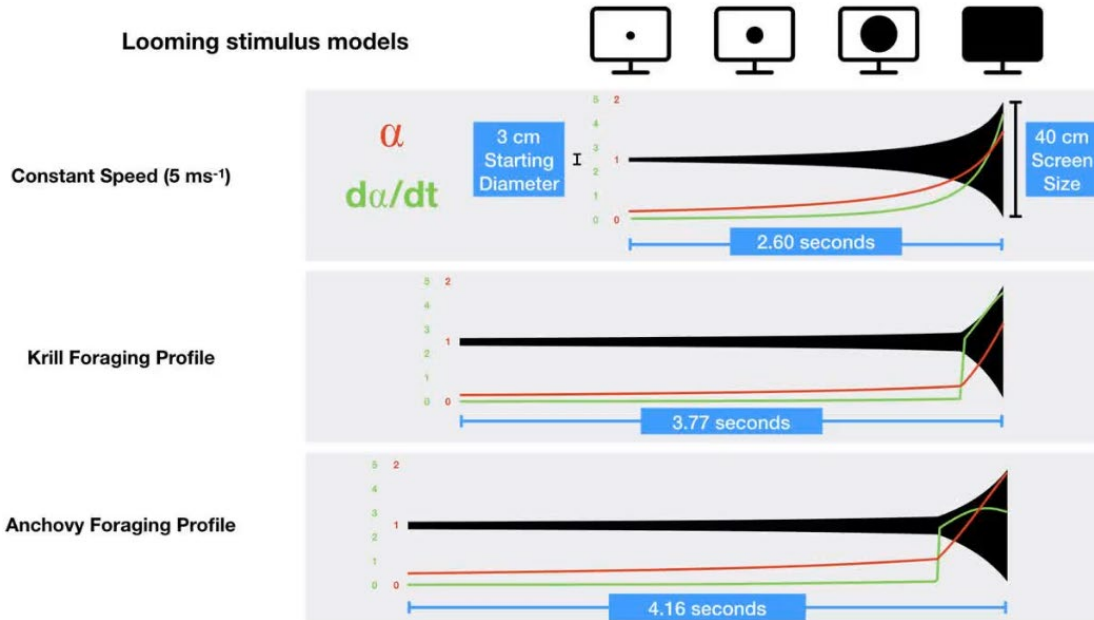 Looming stimulus models
Constant Speed (5 ms⁻¹)
α
dα/dt
3 cm
Starting
Diameter
5 2
4
3 1
2
1
0 0
40 cm
Screen
Size
2.60 seconds
Krill Foraging Profile
5 2
4
3 1
2
1
0 0
3.77 seconds
Anchovy Foraging Profile
5 2
4
3 1
2
1
0 0
4.16 seconds